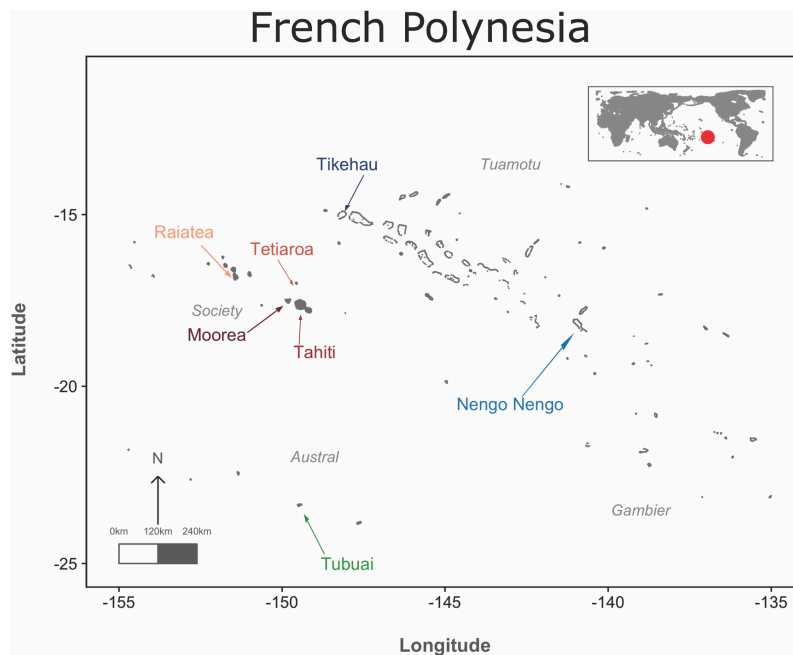 French Polynesia
Tikehau
Tuamotu
-15
Raiatea
Tetiaroa
Society
Moorea
Tahiti
Latitude
-20
Nengo Nengo
N
Austral
Gambier
0km 120km 240km
Tubuai
-25
-155 -150 -145 -140 -135
Longitude